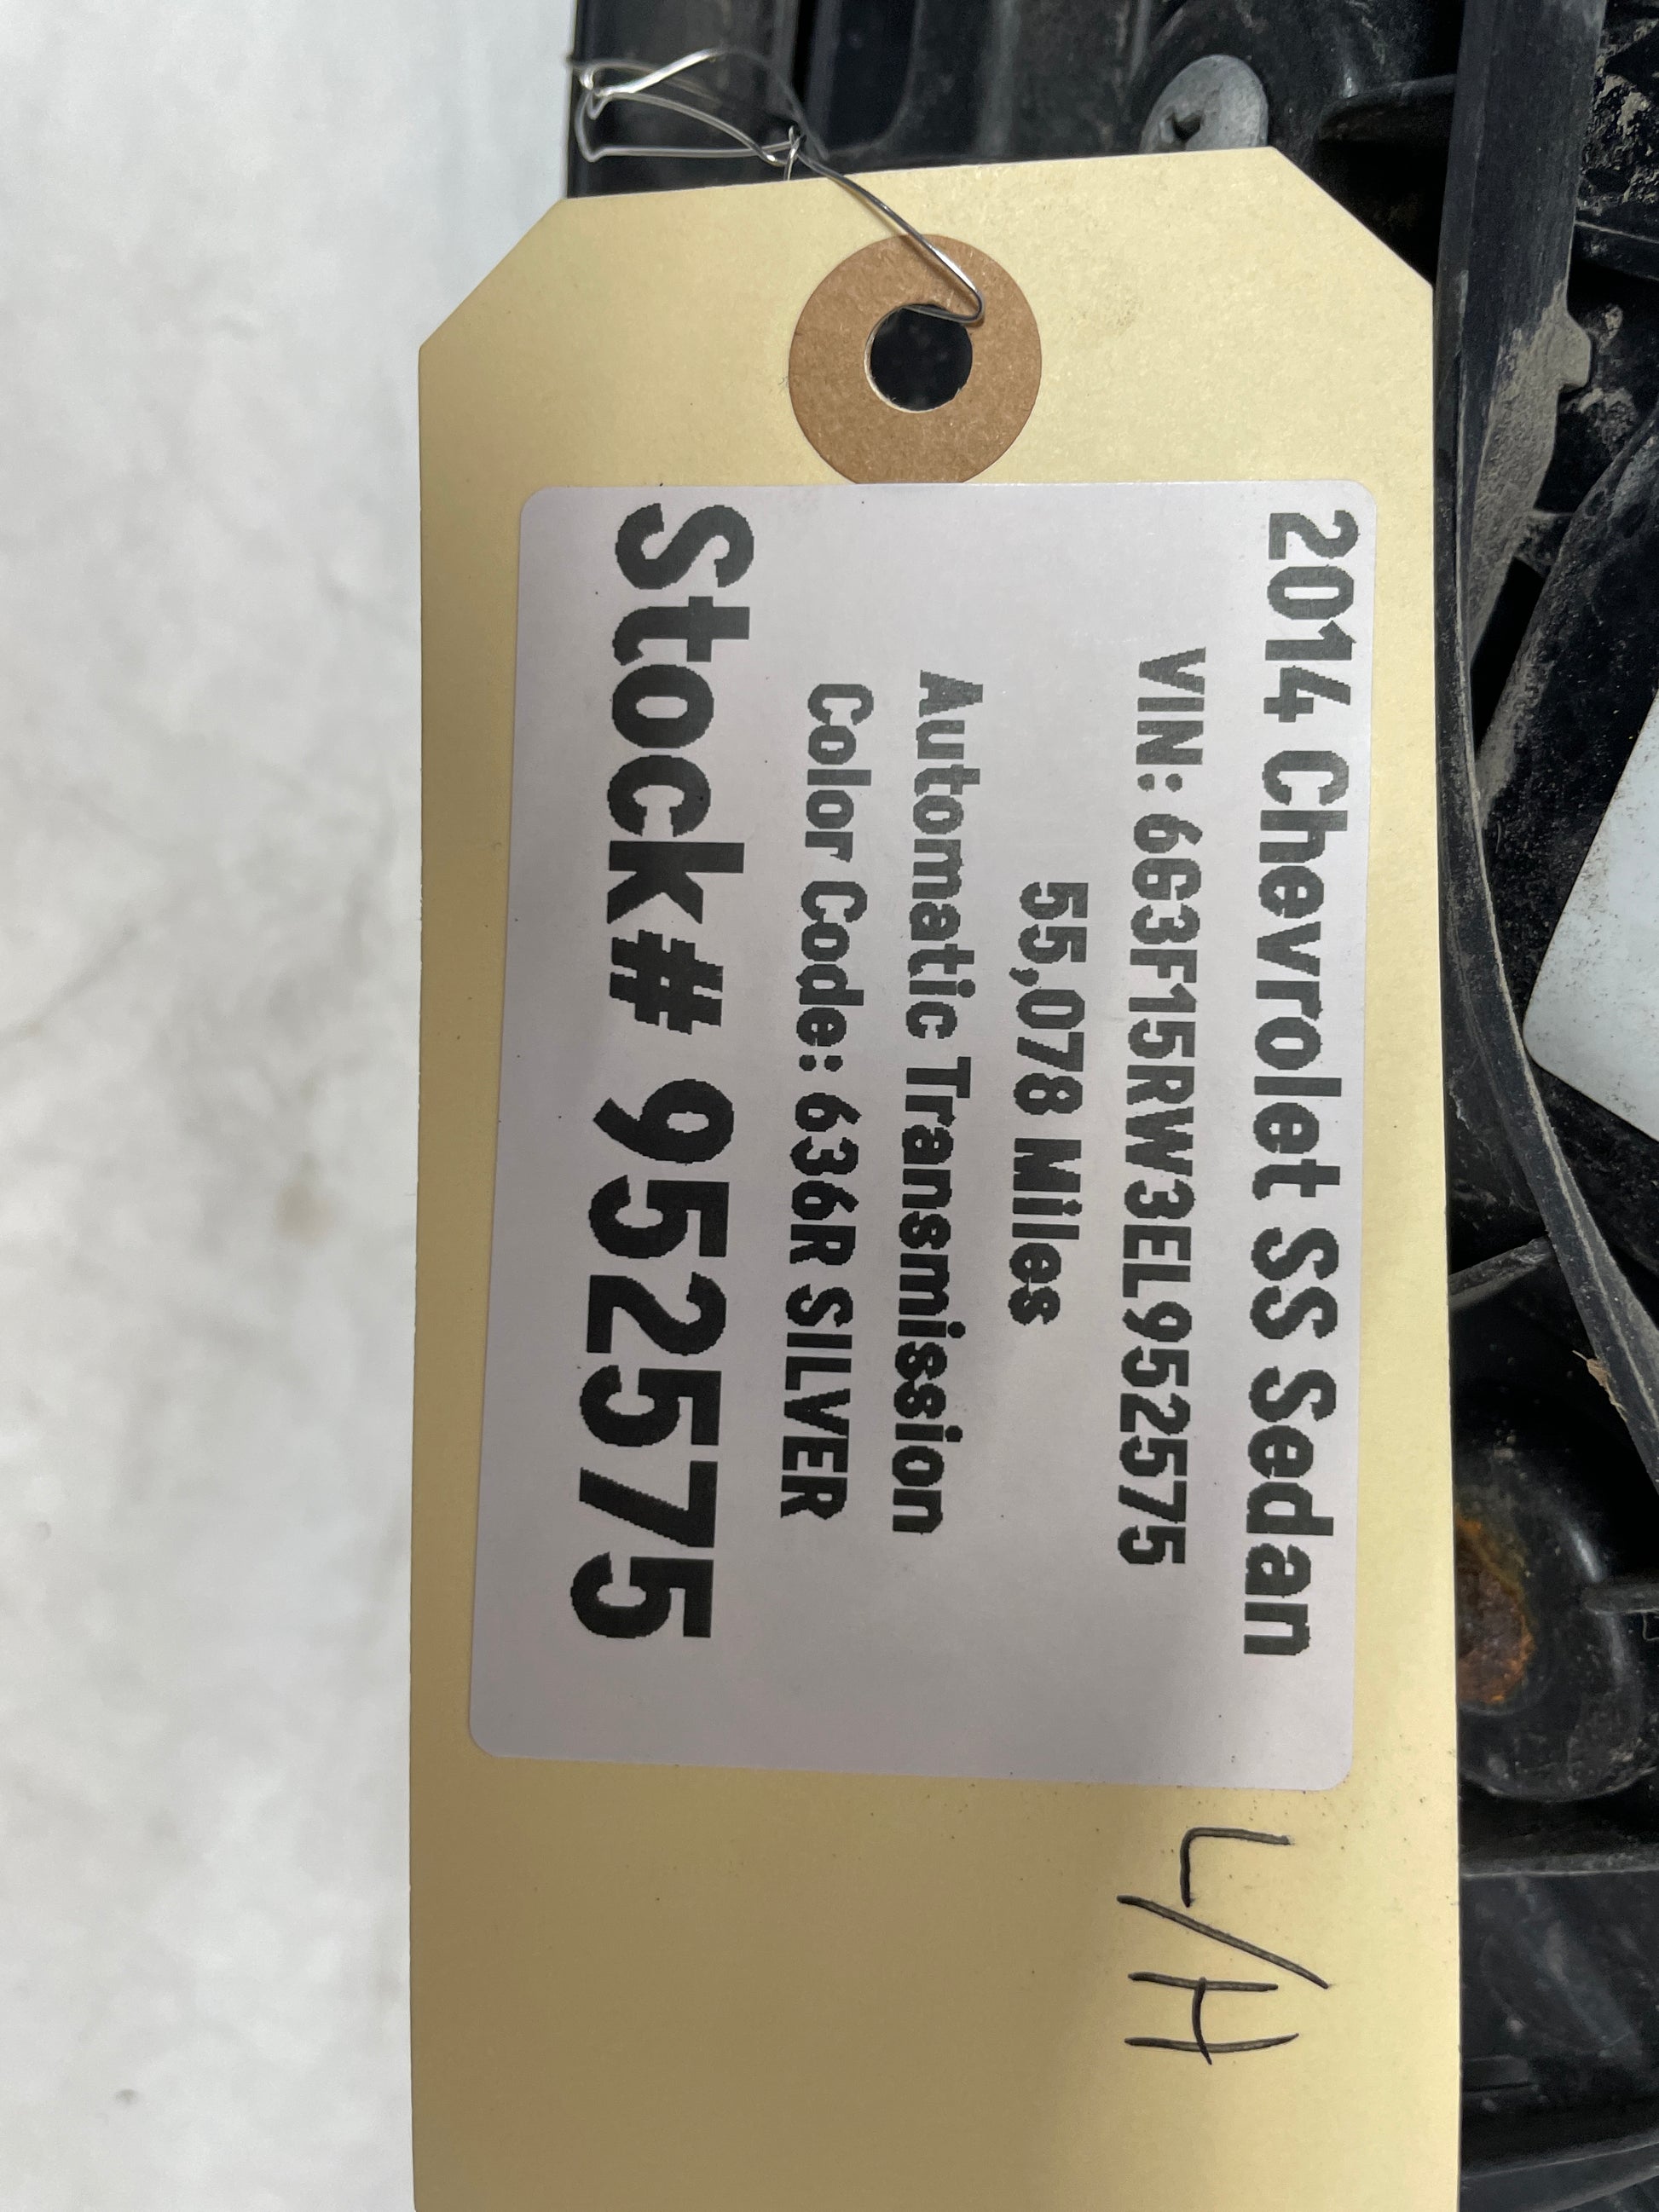 2014 Chevrolet SS Sedan
VIN: 6G3F15RW3EL952575
55,078 Miles
Automatic Transmission
Color Code: 636R SILVER
Stock# 952575
L/H